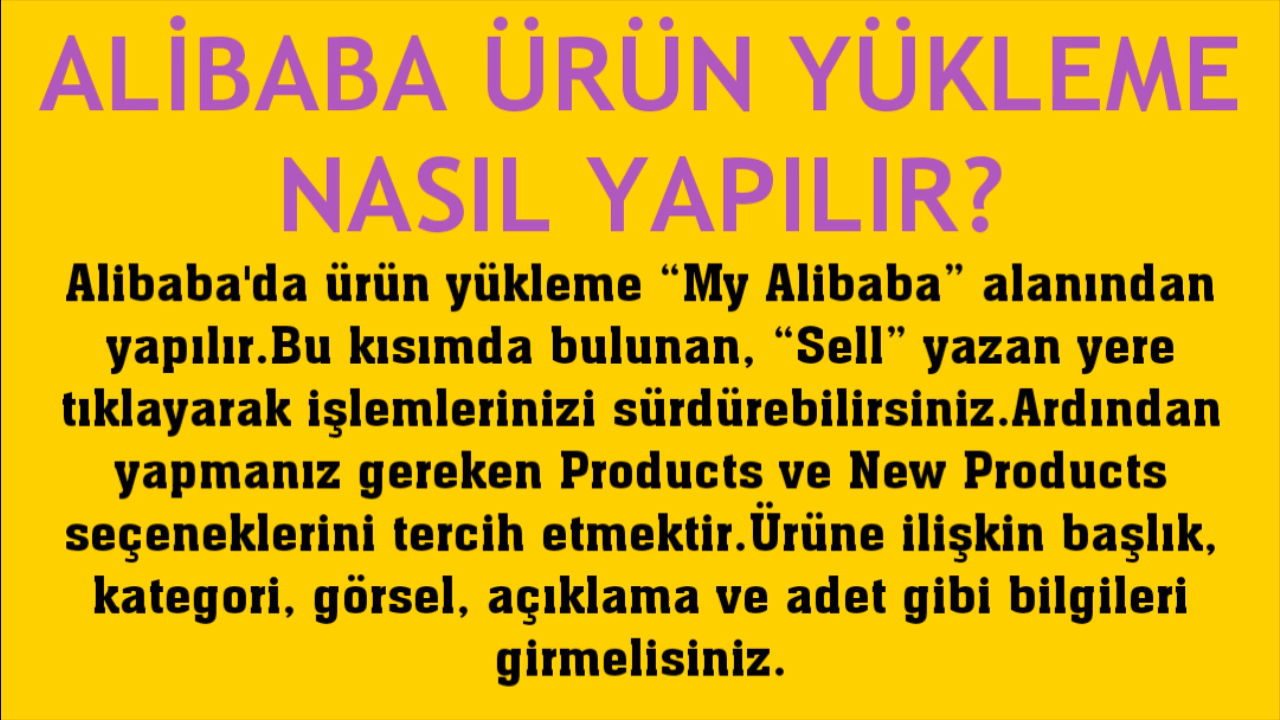 ALİBABA ÜRÜN YÜKLEME
NASIL YAPILIR?
Alibaba'da ürün yükleme “My Alibaba” alanından
yapılır.Bu kısımda bulunan, “Sell” yazan yere
tıklayarak işlemlerinizi sürdürebilirsiniz.Ardından
yapmanız gereken Products ve New Products
seçeneklerini tercih etmektir.Ürüne ilişkin başlık,
kategori, görsel, açıklama ve adet gibi bilgileri
girmelisiniz.